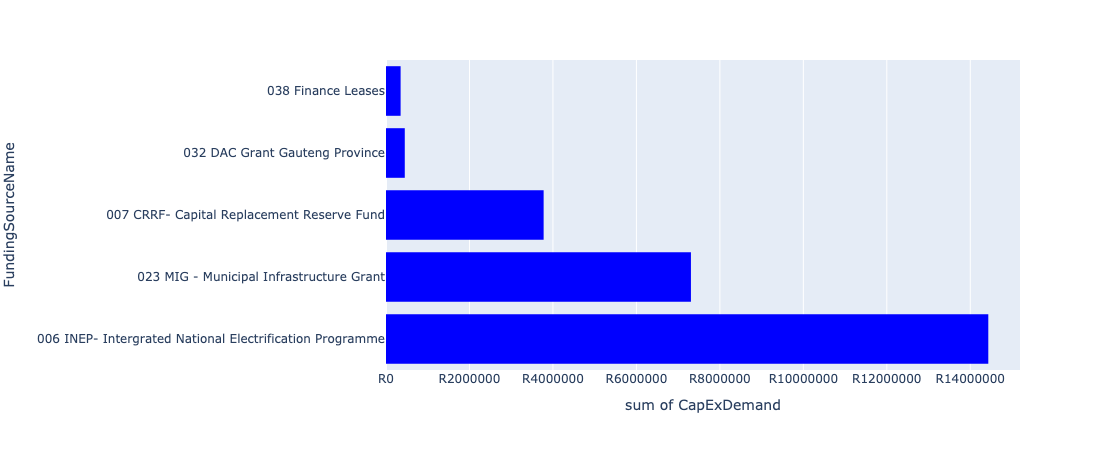 FundingSourceName
038 Finance Leases
032 DAC Grant Gauteng Province
007 CRRF- Capital Replacement Reserve Fund
023 MIG - Municipal Infrastructure Grant
006 INEP- Intergrated National Electrification Programme
R0 R2000000 R4000000 R6000000 R8000000 R10000000 R12000000 R14000000
sum of CapExDemand